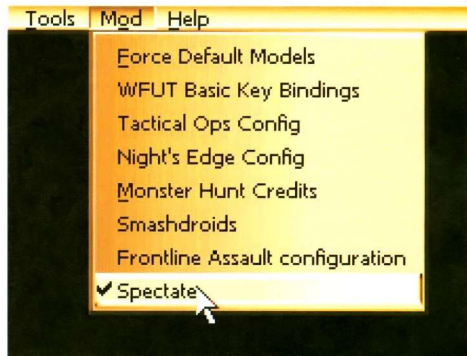 Tools Mod Help
Force Default Models
WFUT Basic Key Bindings
Tactical Ops Config
Night's Edge Config
Monster Hunt Credits
Smashdroids
Frontline Assault configuration
Spectate